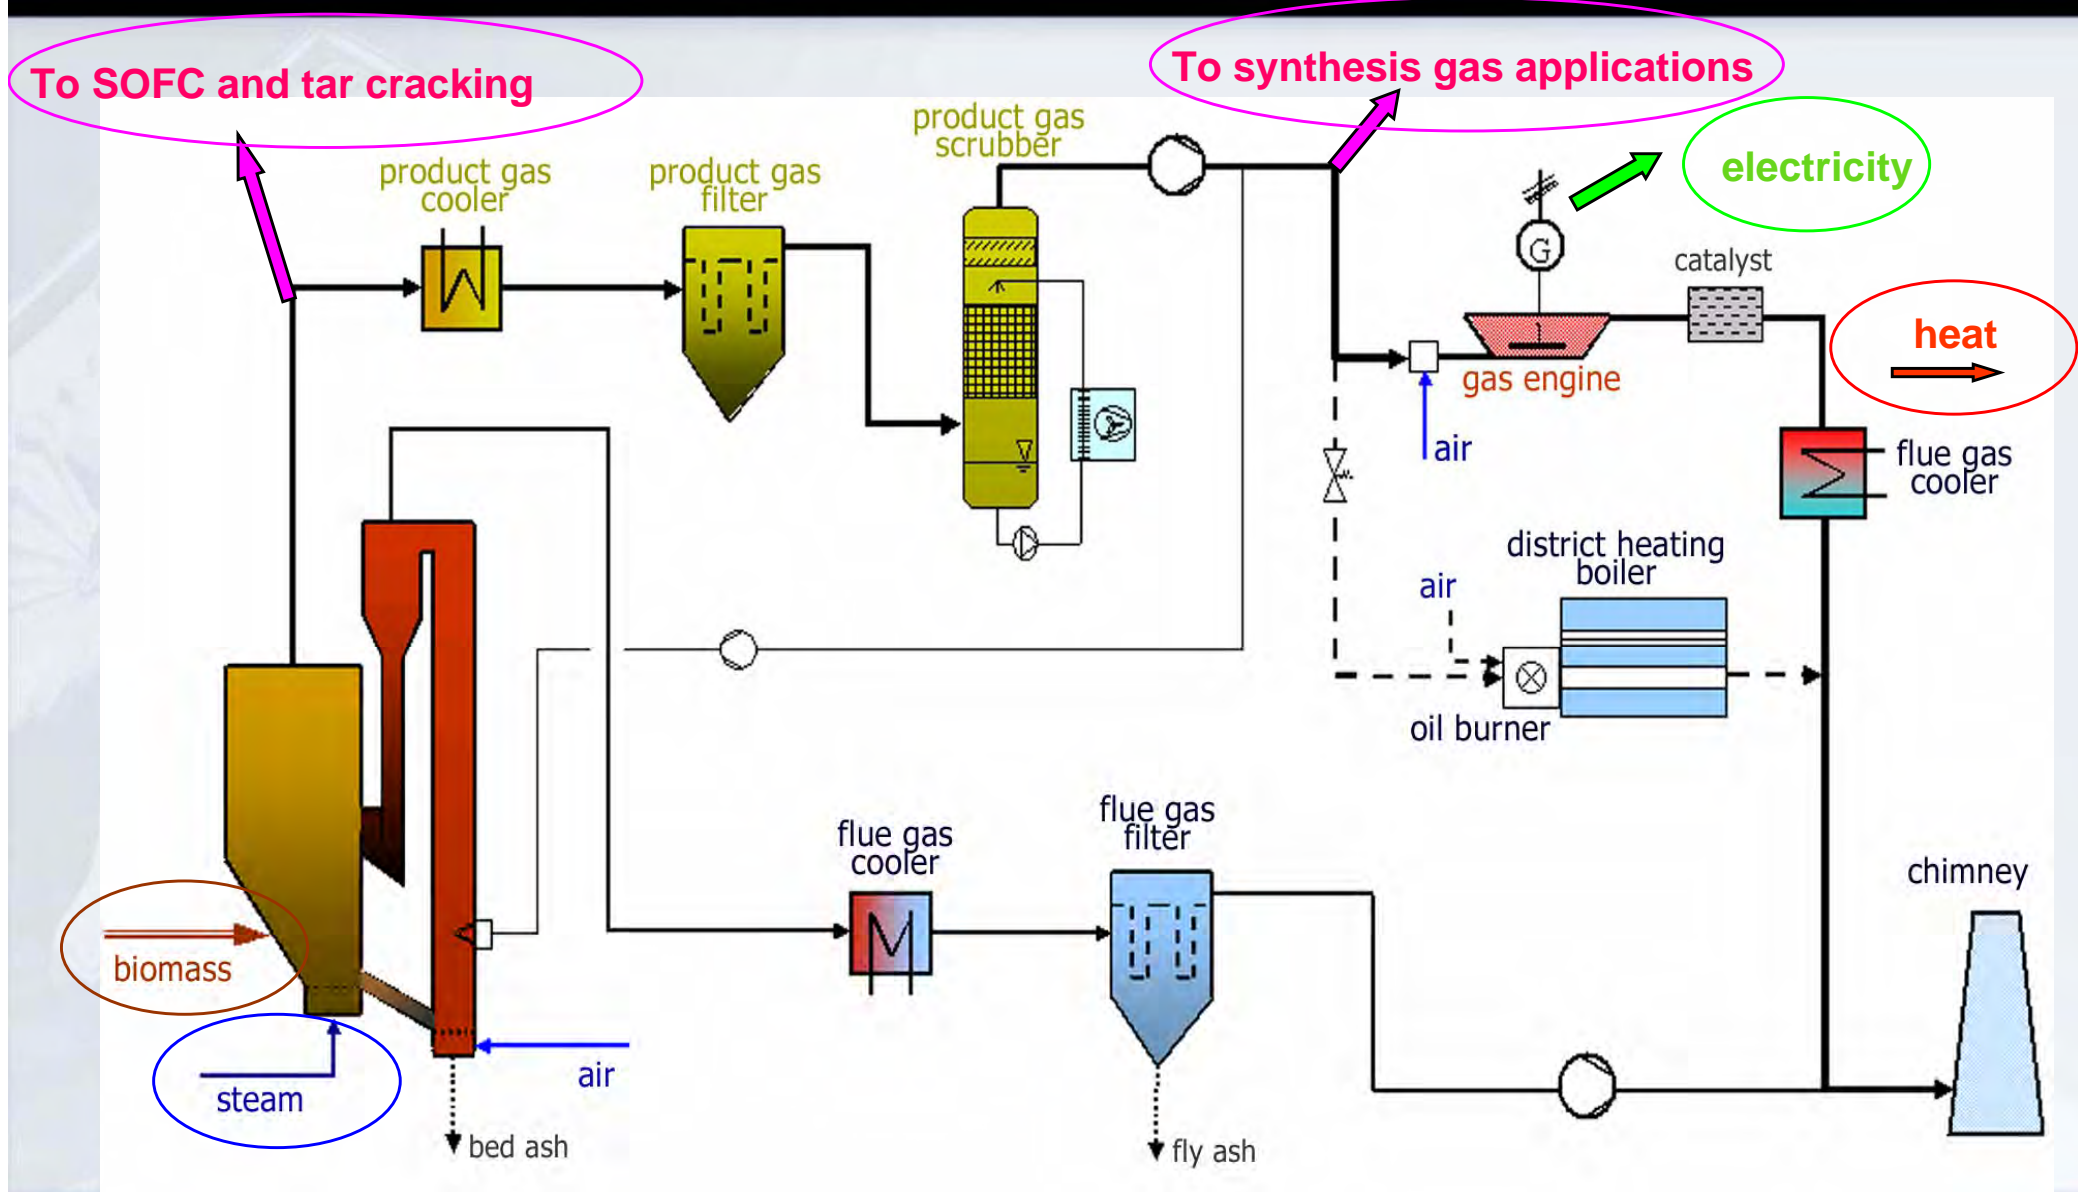 To SOFC and tar cracking
To synthesis gas applications
product gas
scrubber
electricity
product gas
cooler
product gas
filter
G
catalyst
heat
gas engine
air
flue gas
cooler
district heating
boiler
air
oil burner
flue gas
cooler
flue gas
filter
chimney
biomass
steam
air
bed ash
fly ash